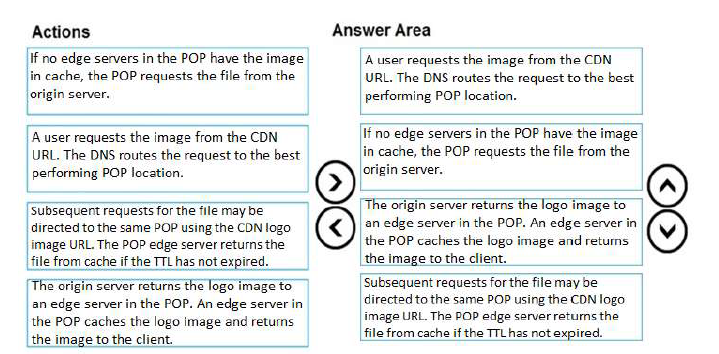 Actions
If no edge servers in the POP have the image
in cache, the POP requests the file from the
origin server.
A user requests the image from the CDN
URL. The DNS routes the request to the best
performing POP location.
Subsequent requests for the file may be
directed to the same POP using the CDN logo
image URL. The POP edge server returns the
file from cache if the TTL has not expired.
The origin server returns the logo image to
an edge server in the POP. An edge server in
the POP caches the logo image and returns
the image to the client.
Answer Area
A user requests the image from the CDN
URL. The DNS routes the request to the best
performing POP location.
If no edge servers in the POP have the image
in cache, the POP requests the file from the
origin server.
The origin server returns the logo image to
an edge server in the POP. An edge server in
the POP caches the logo image and returns
the image to the client.
Subsequent requests for the file may be
directed to the same POP using the CDN logo
image URL. The POP edge server returns the
file from cache if the TTL has not expired.